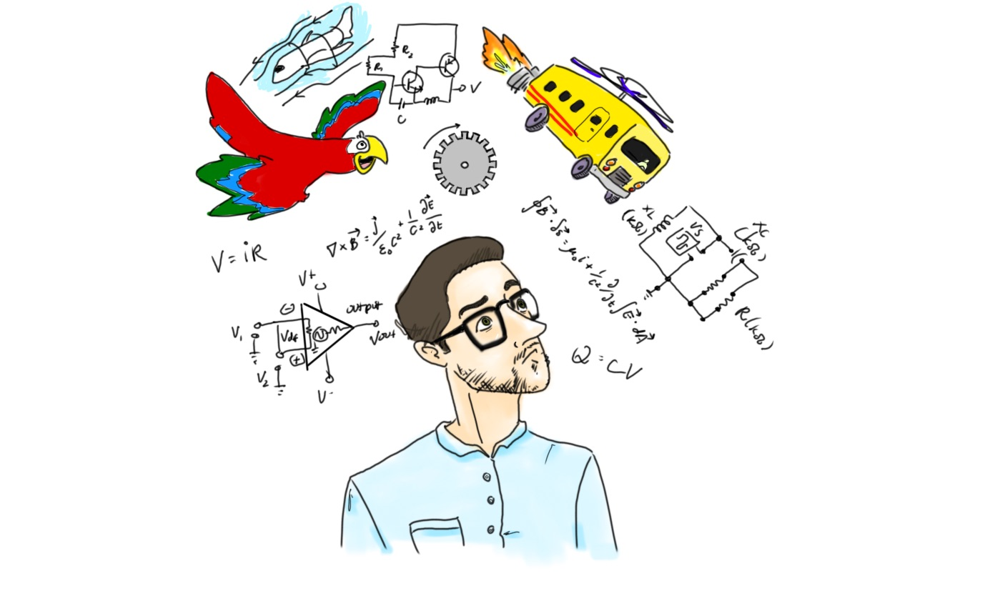 R₂
R₁
V
C
∇ × B⃗ = j⃗/ε₀c² + 1/c² ∂E⃗/∂t
V = iR
∮B⃗ · ds⃗ = μ₀i + 1/c² ∂/∂t ∫E⃗ · dA⃗
XL
(kΩ)
VS
XC
(kΩ)
R(kΩ)
V+
(-)
output
V₁
Vdf
Vout
(+)
V₂
V-
Q = CV